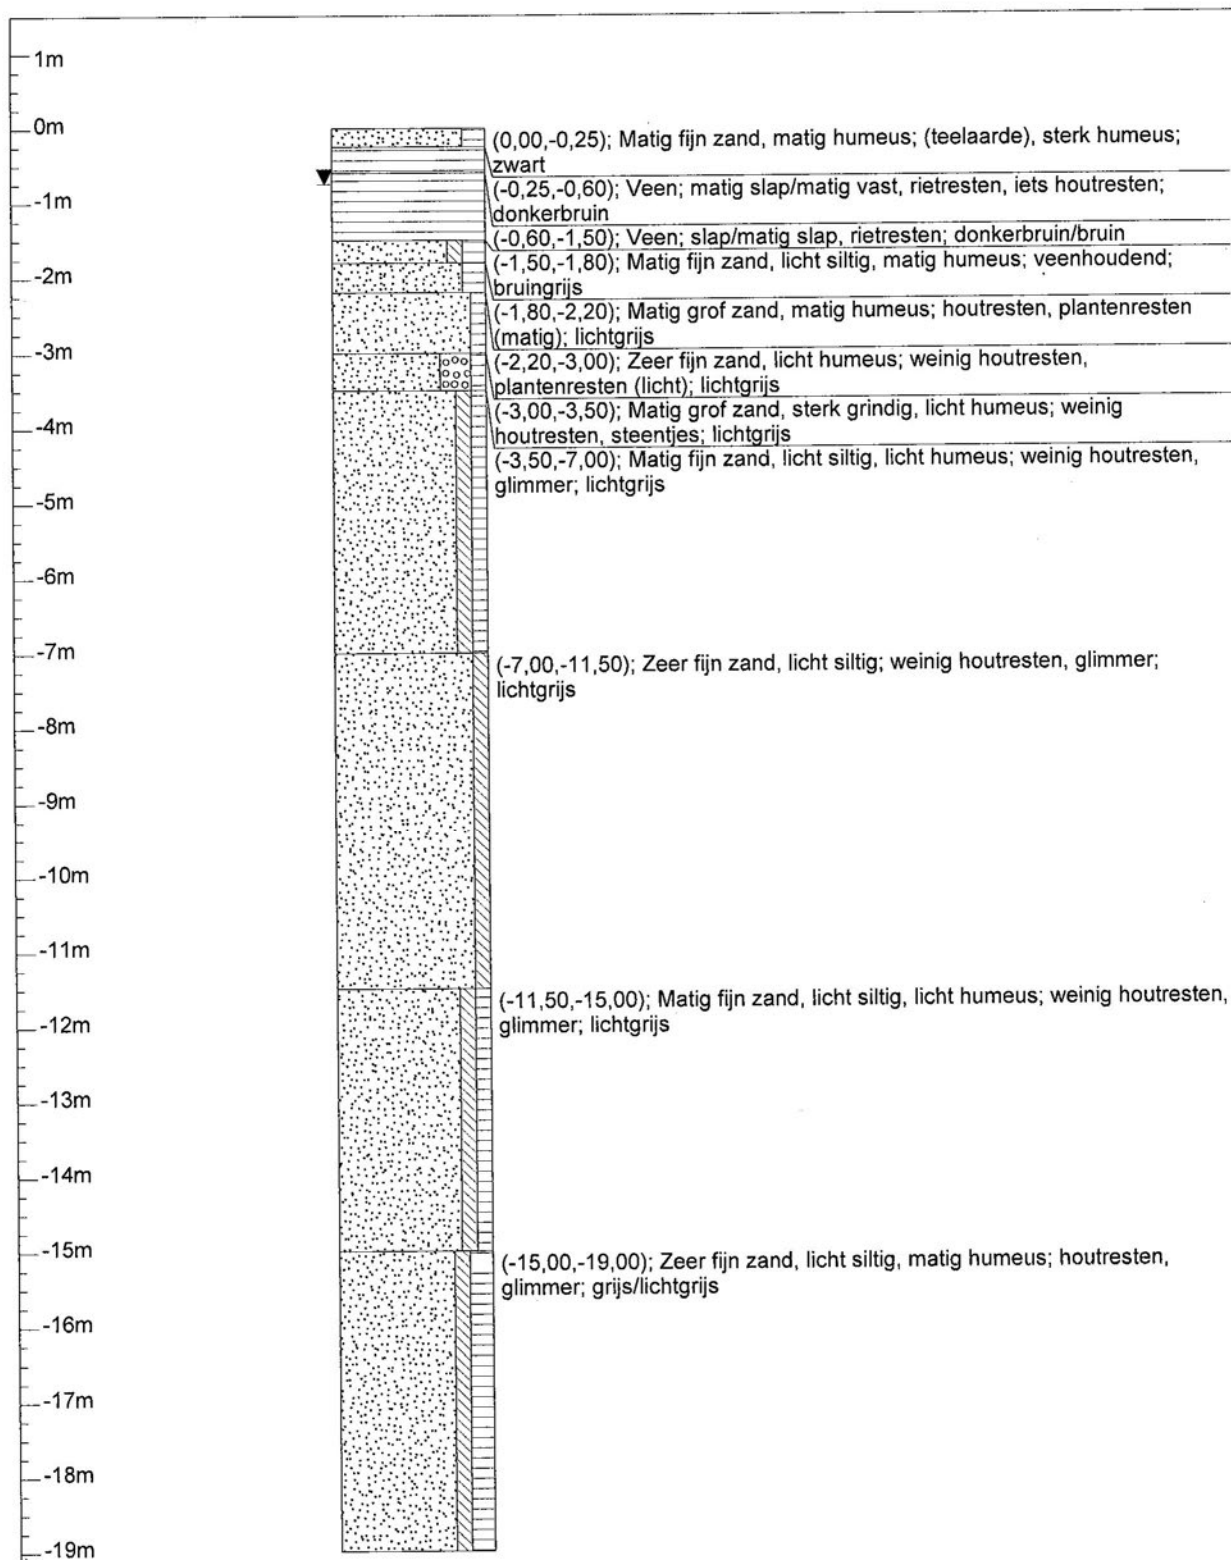 1m
0m
(0,00,-0,25); Matig fijn zand, matig humeus; (teelaarde), sterk humeus;
zwart
(-0,25,-0,60); Veen; matig slap/matig vast, rietresten, iets houtresten;
donkerbruin
-1m
(-0,60,-1,50); Veen; slap/matig slap, rietresten; donkerbruin/bruin
(-1,50,-1,80); Matig fijn zand, licht siltig, matig humeus; veenhoudend;
bruingrijs
-2m
(-1,80,-2,20); Matig grof zand, matig humeus; houtresten, plantenresten
(matig); lichtgrijs
-3m
(-2,20,-3,00); Zeer fijn zand, licht humeus; weinig houtresten,
plantenresten (licht); lichtgrijs
(-3,00,-3,50); Matig grof zand, sterk grindig, licht humeus; weinig
houtresten, steentjes; lichtgrijs
-4m
(-3,50,-7,00); Matig fijn zand, licht siltig, licht humeus; weinig houtresten,
glimmer; lichtgrijs
-5m
-6m
-7m
(-7,00,-11,50); Zeer fijn zand, licht siltig; weinig houtresten, glimmer;
lichtgrijs
-8m
-9m
-10m
-11m
(-11,50,-15,00); Matig fijn zand, licht siltig, licht humeus; weinig houtresten,
glimmer; lichtgrijs
-12m
-13m
-14m
-15m
(-15,00,-19,00); Zeer fijn zand, licht siltig, matig humeus; houtresten,
glimmer; grijs/lichtgrijs
-16m
-17m
-18m
-19m